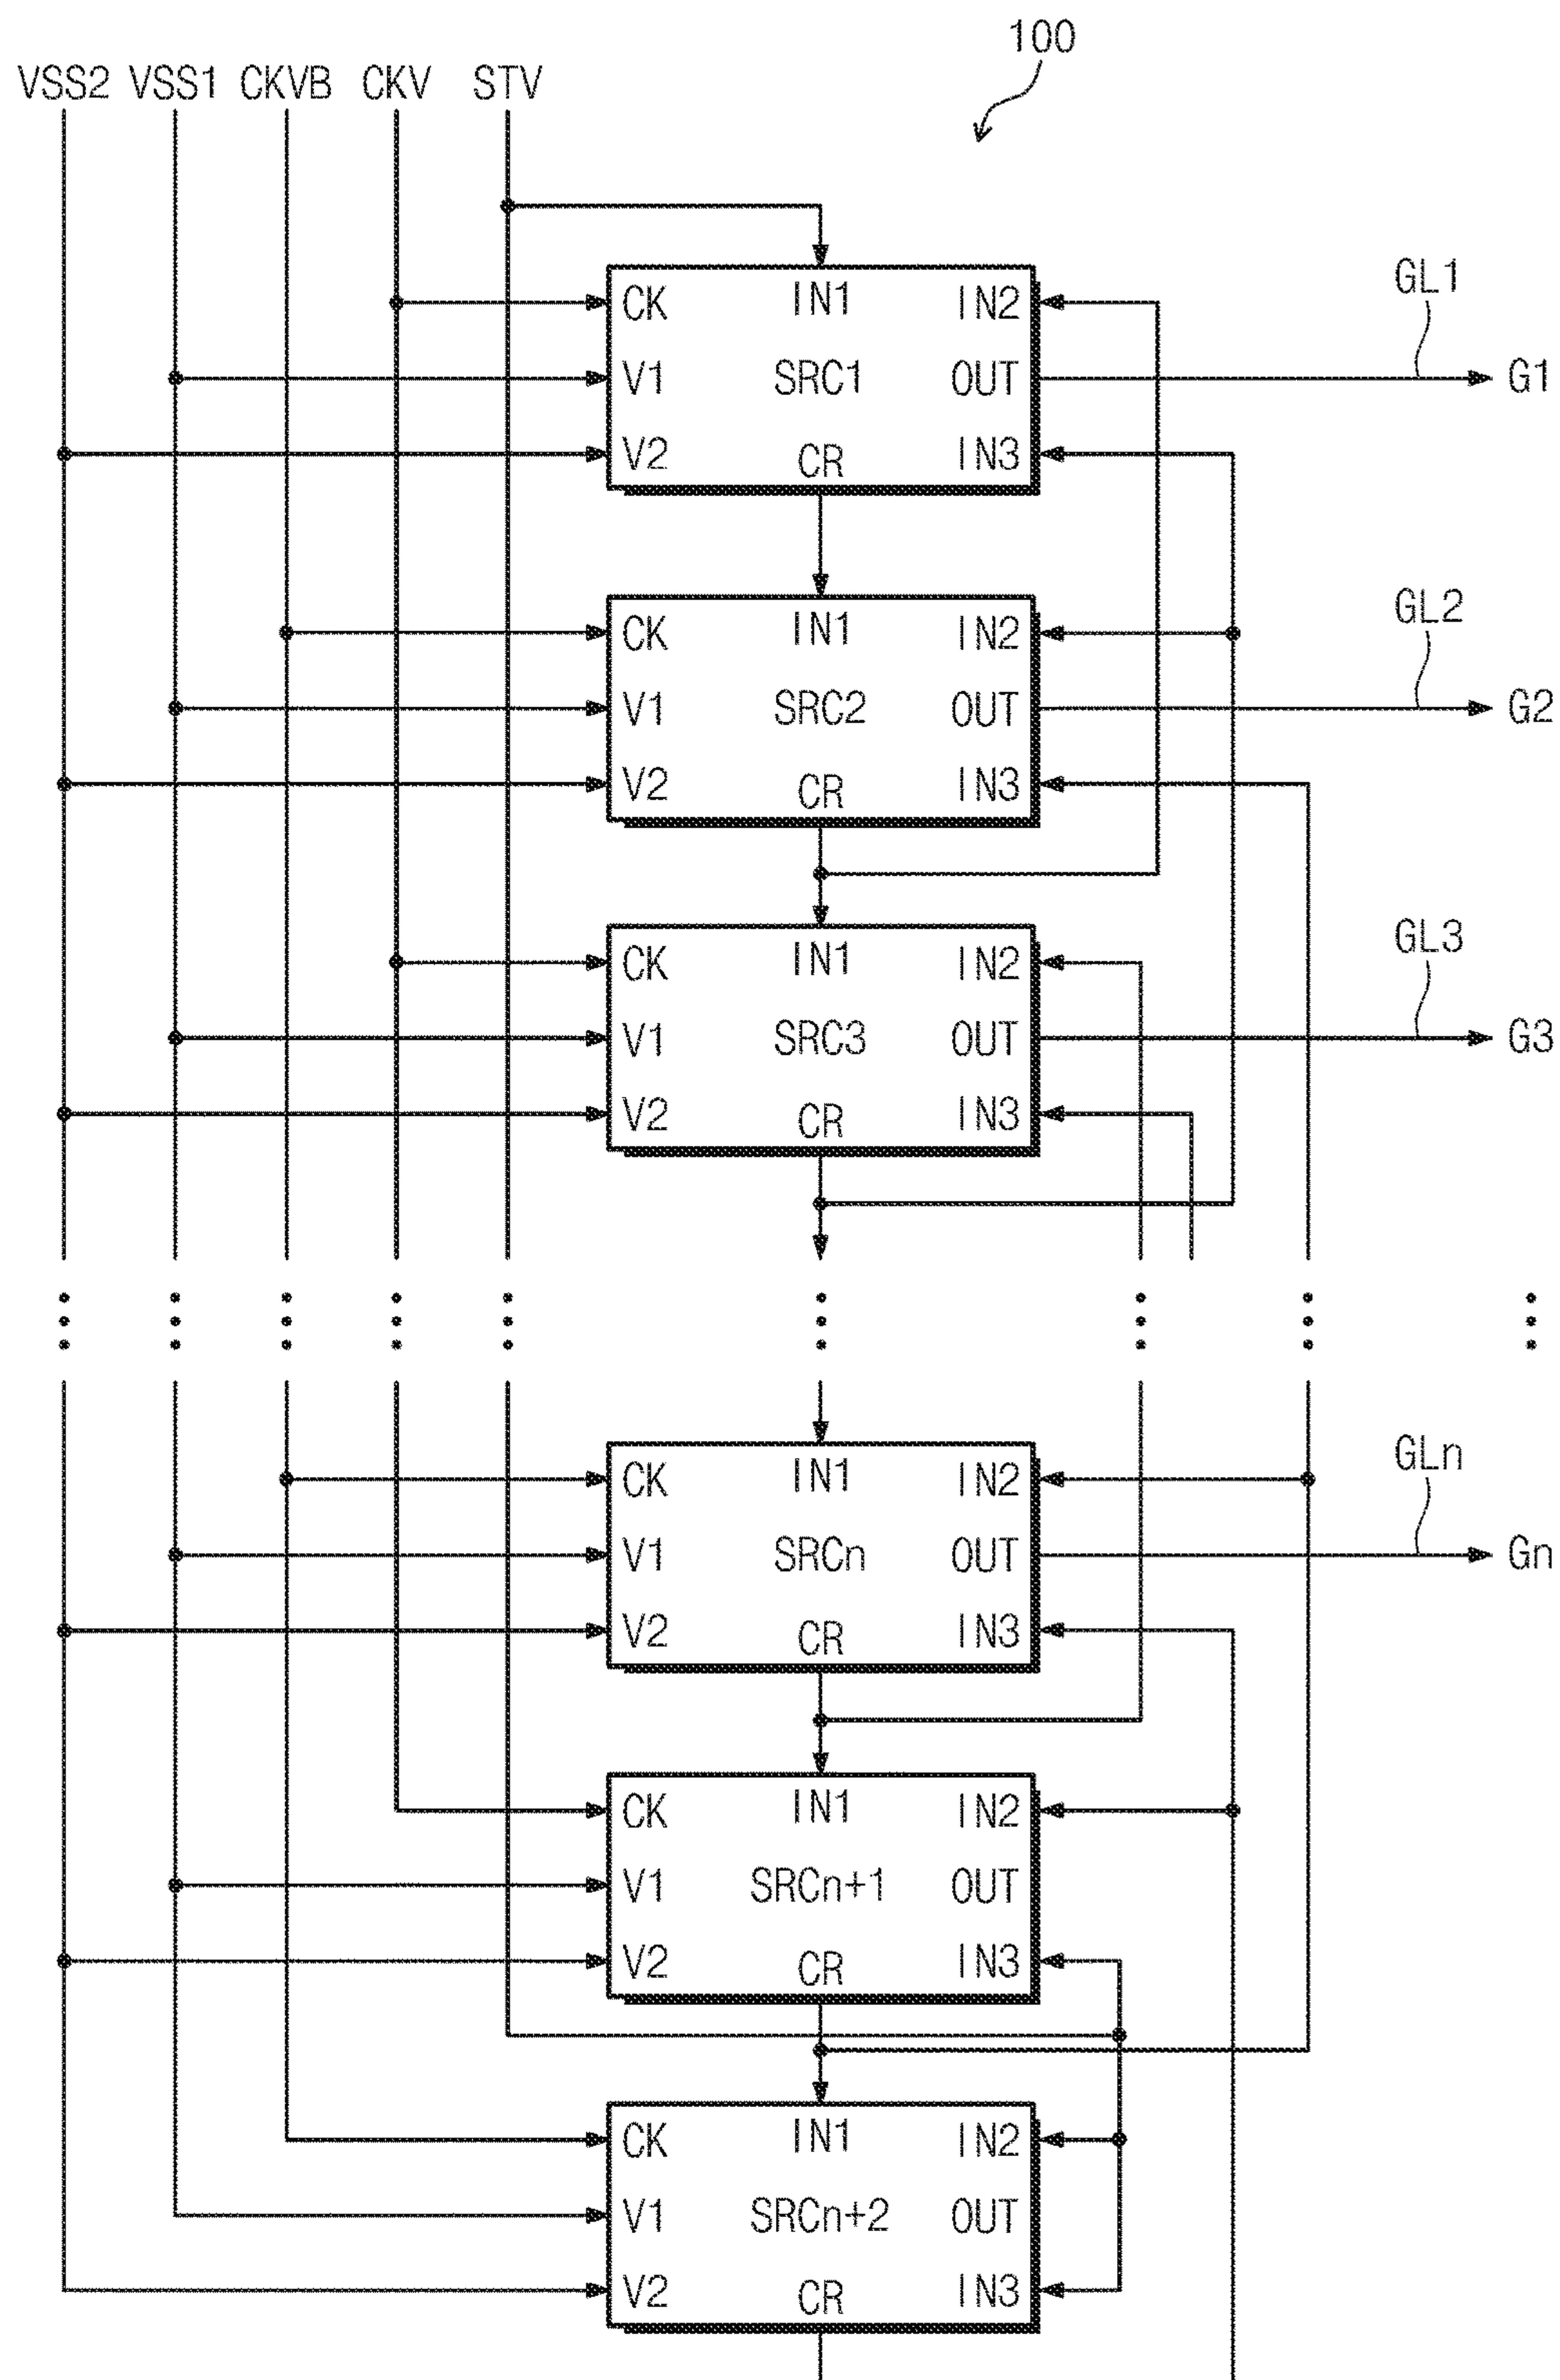 100
VSS2 VSS1 CKVB CKV STV
GL1
CK IN1 IN2
V1 SRC1 OUT G1
V2 CR IN3
GL2
CK IN1 IN2
V1 SRC2 OUT G2
V2 CR IN3
GL3
CK IN1 IN2
V1 SRC3 OUT G3
V2 CR IN3
GLn
CK IN1 IN2
V1 SRCn OUT Gn
V2 CR IN3
CK IN1 IN2
V1 SRCn+1 OUT
V2 CR IN3
CK IN1 IN2
V1 SRCn+2 OUT
V2 CR IN3